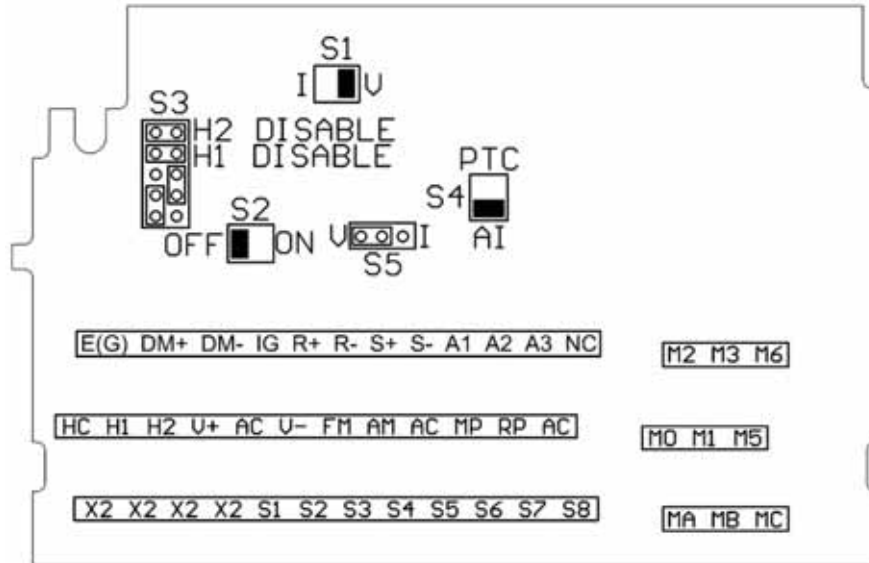 S1
I V
S3
H2 DISABLE
H1 DISABLE
PTC
S4
AI
S2
OFF ON
V I
S5
E(G) DM+ DM- IG R+ R- S+ S- A1 A2 A3 NC
M2 M3 M6
HC H1 H2 V+ AC V- FM AM AC MP RP AC
M0 M1 M5
X2 X2 X2 X2 S1 S2 S3 S4 S5 S6 S7 S8
MA MB MC